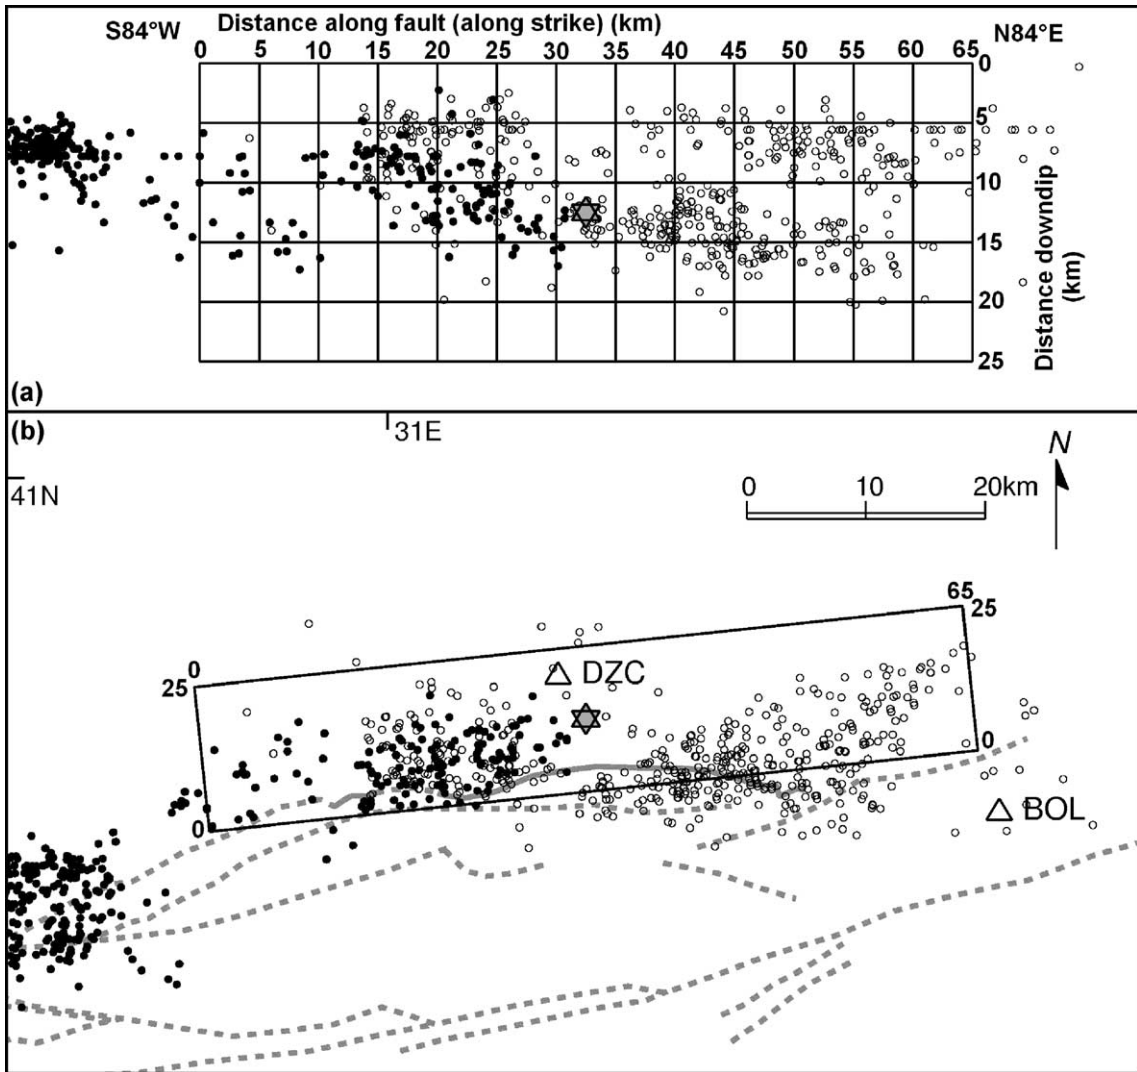 Distance along fault (along strike) (km)
S84°W N84°E
0 5 10 15 20 25 30 35 40 45 50 55 60 65
0
5
10
15
20
25
Distance downdip
(km)
(a)
(b)
31E
41N
N
0 10 20km
65
25
0
25
DZC
0
0
BOL